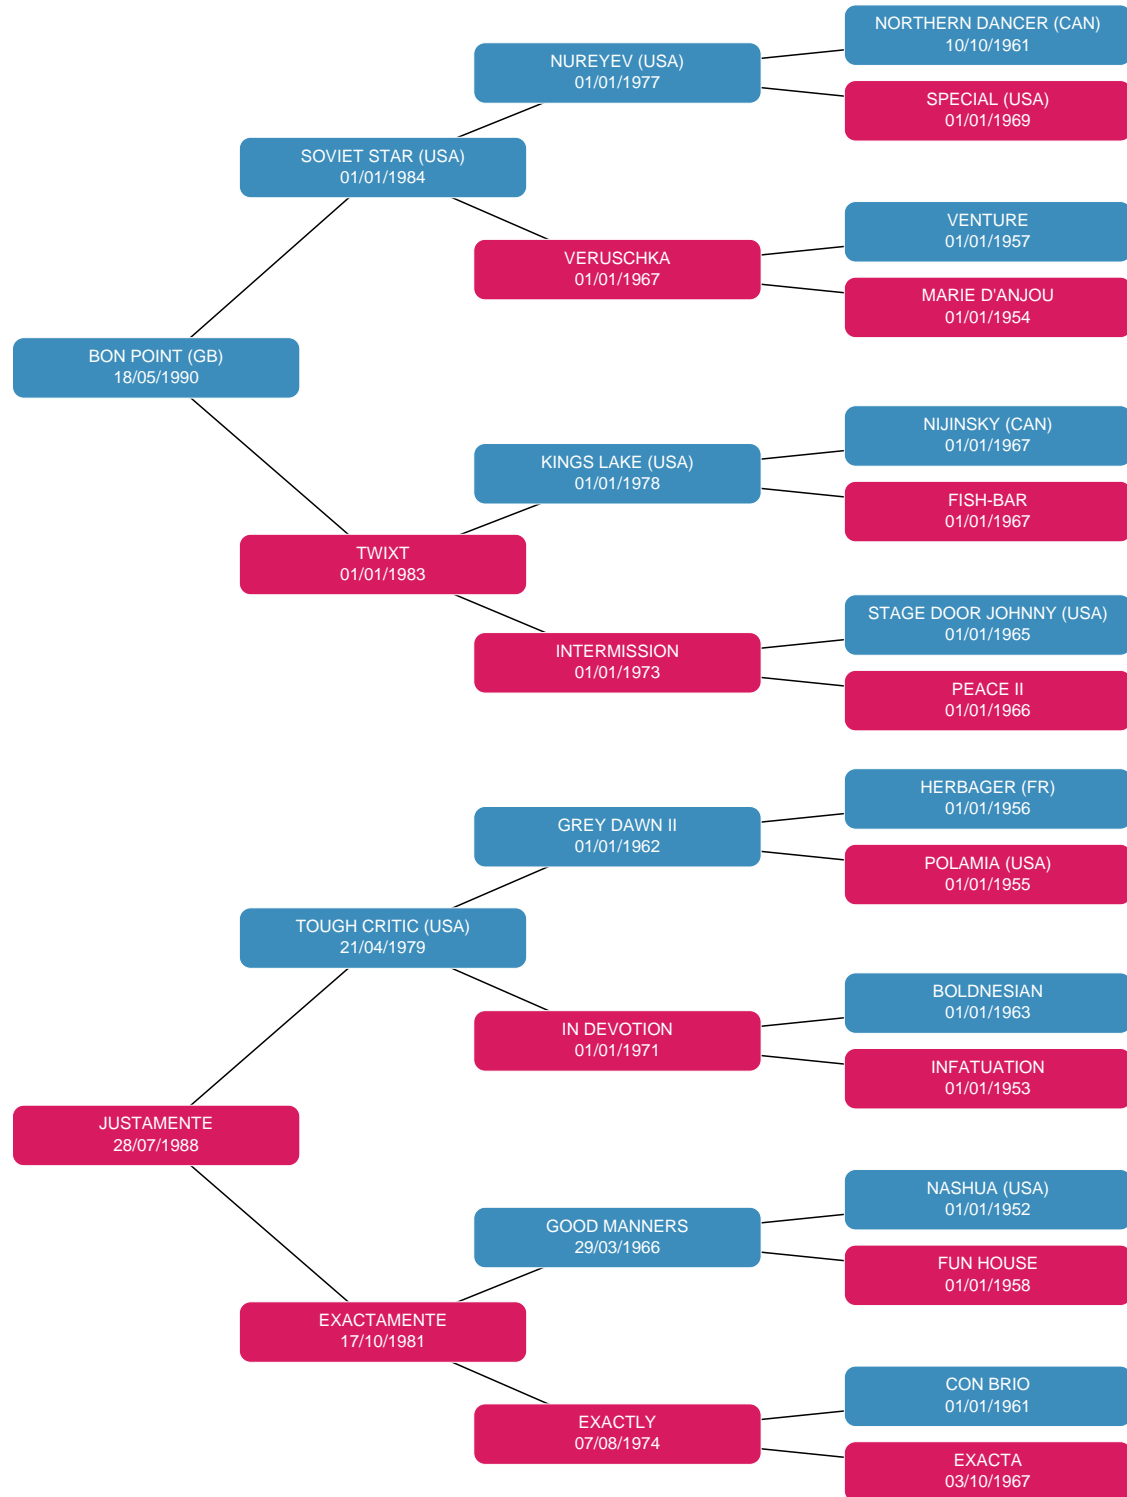 NORTHERN DANCER (CAN)
10/10/1961
NUREYEV (USA)
01/01/1977
SPECIAL (USA)
01/01/1969
SOVIET STAR (USA)
01/01/1984
VENTURE
01/01/1957
VERUSCHKA
01/01/1967
MARIE D'ANJOU
01/01/1954
BON POINT (GB)
18/05/1990
NIJINSKY (CAN)
01/01/1967
KINGS LAKE (USA)
01/01/1978
FISH-BAR
01/01/1967
TWIXT
01/01/1983
STAGE DOOR JOHNNY (USA)
01/01/1965
INTERMISSION
01/01/1973
PEACE II
01/01/1966
HERBAGER (FR)
01/01/1956
GREY DAWN II
01/01/1962
POLAMIA (USA)
01/01/1955
TOUGH CRITIC (USA)
21/04/1979
BOLDNESIAN
01/01/1963
IN DEVOTION
01/01/1971
INFATUATION
01/01/1953
JUSTAMENTE
28/07/1988
NASHUA (USA)
01/01/1952
GOOD MANNERS
29/03/1966
FUN HOUSE
01/01/1958
EXACTAMENTE
17/10/1981
CON BRIO
01/01/1961
EXACTLY
07/08/1974
EXACTA
03/10/1967